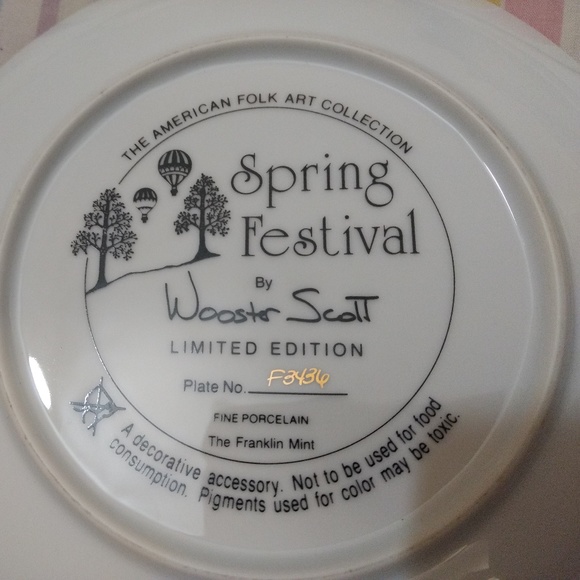 THE AMERICAN FOLK ART COLLECTION
Spring
Festival
By
Wooster Scott
LIMITED EDITION
Plate No. F3436
FINE PORCELAIN
The Franklin Mint
A decorative accessory. Not to be used for food
consumption. Pigments used for color may be toxic.